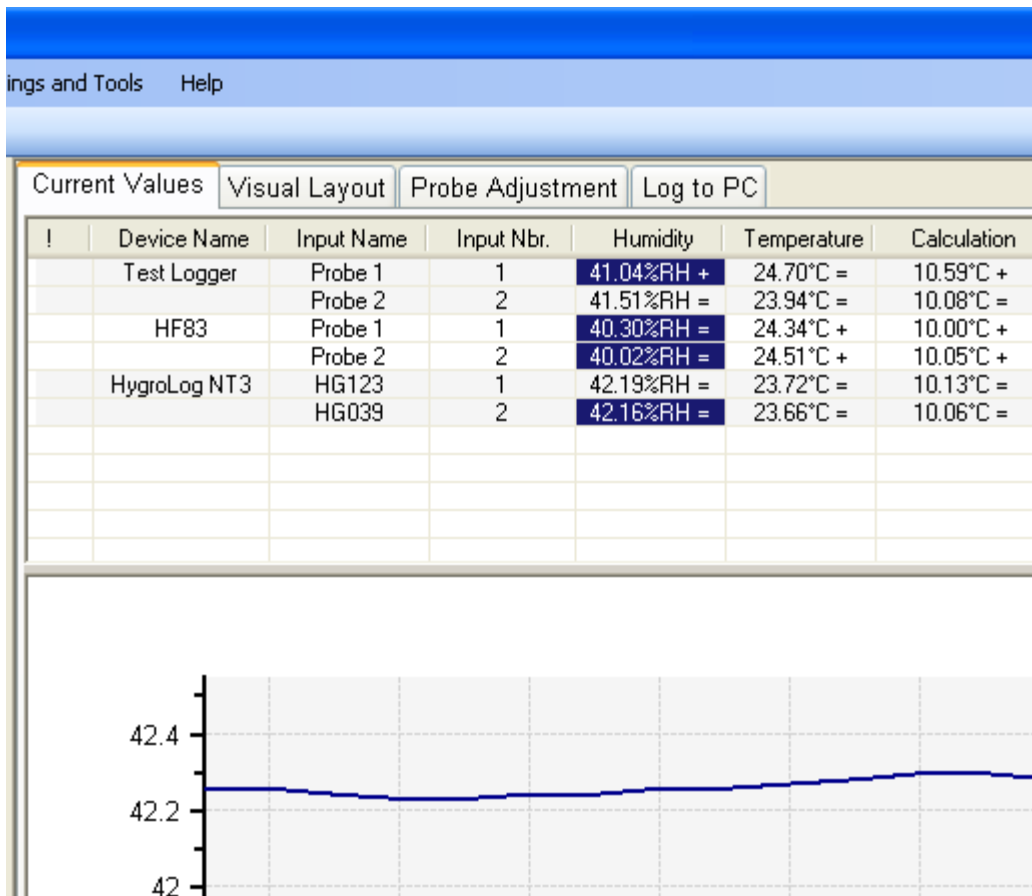 ings and Tools Help
Current Values Visual Layout Probe Adjustment Log to PC
! Device Name Input Name Input Nbr. Humidity Temperature Calculation
Test Logger Probe 1 1 41.04%RH + 24.70°C = 10.59°C +
Probe 2 2 41.51%RH = 23.94°C = 10.08°C =
HF83 Probe 1 1 40.30%RH = 24.34°C + 10.00°C +
Probe 2 2 40.02%RH = 24.51°C + 10.05°C +
HygroLog NT3 HG123 1 42.19%RH = 23.72°C = 10.13°C =
HG039 2 42.16%RH = 23.66°C = 10.06°C =
42.4
42.2
42